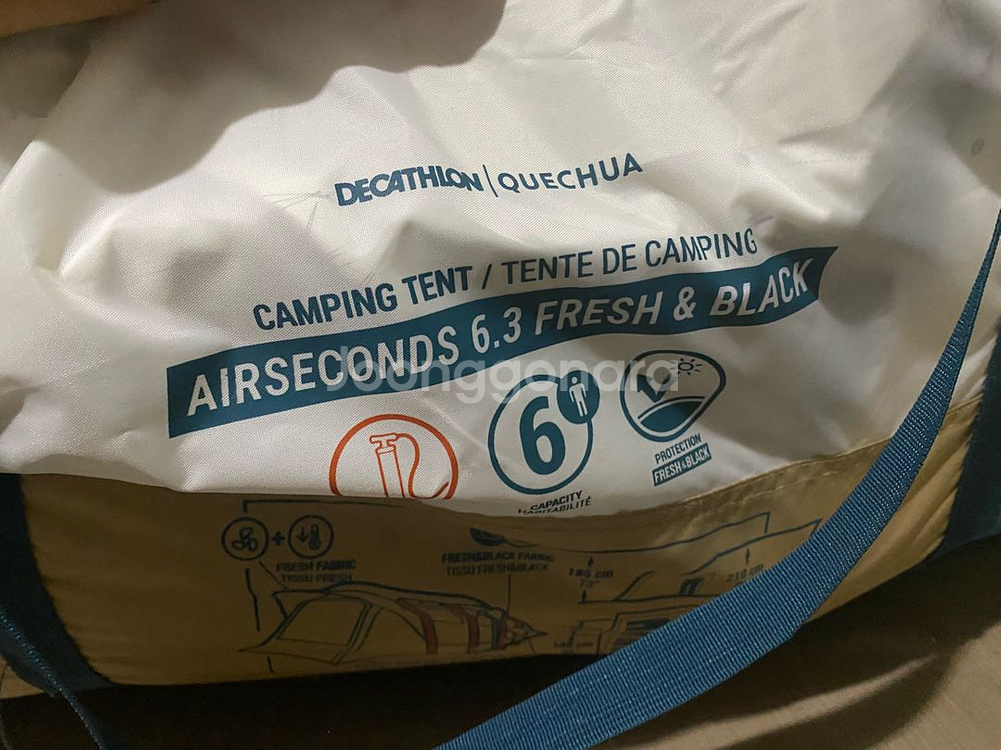 DECATHLON | QUECHUA
CAMPING TENT / TENTE DE CAMPING
AIRSECONDS 6.3 FRESH & BLACK
Joonggonara
6
CAPACITY
HABITABILITÉ
PROTECTION
FRESH&BLACK
+
FRESH FABRIC
TISSU FRESH
FRESH&BLACK FABRIC
TISSU FRESH&BLACK
185 cm
210 cm